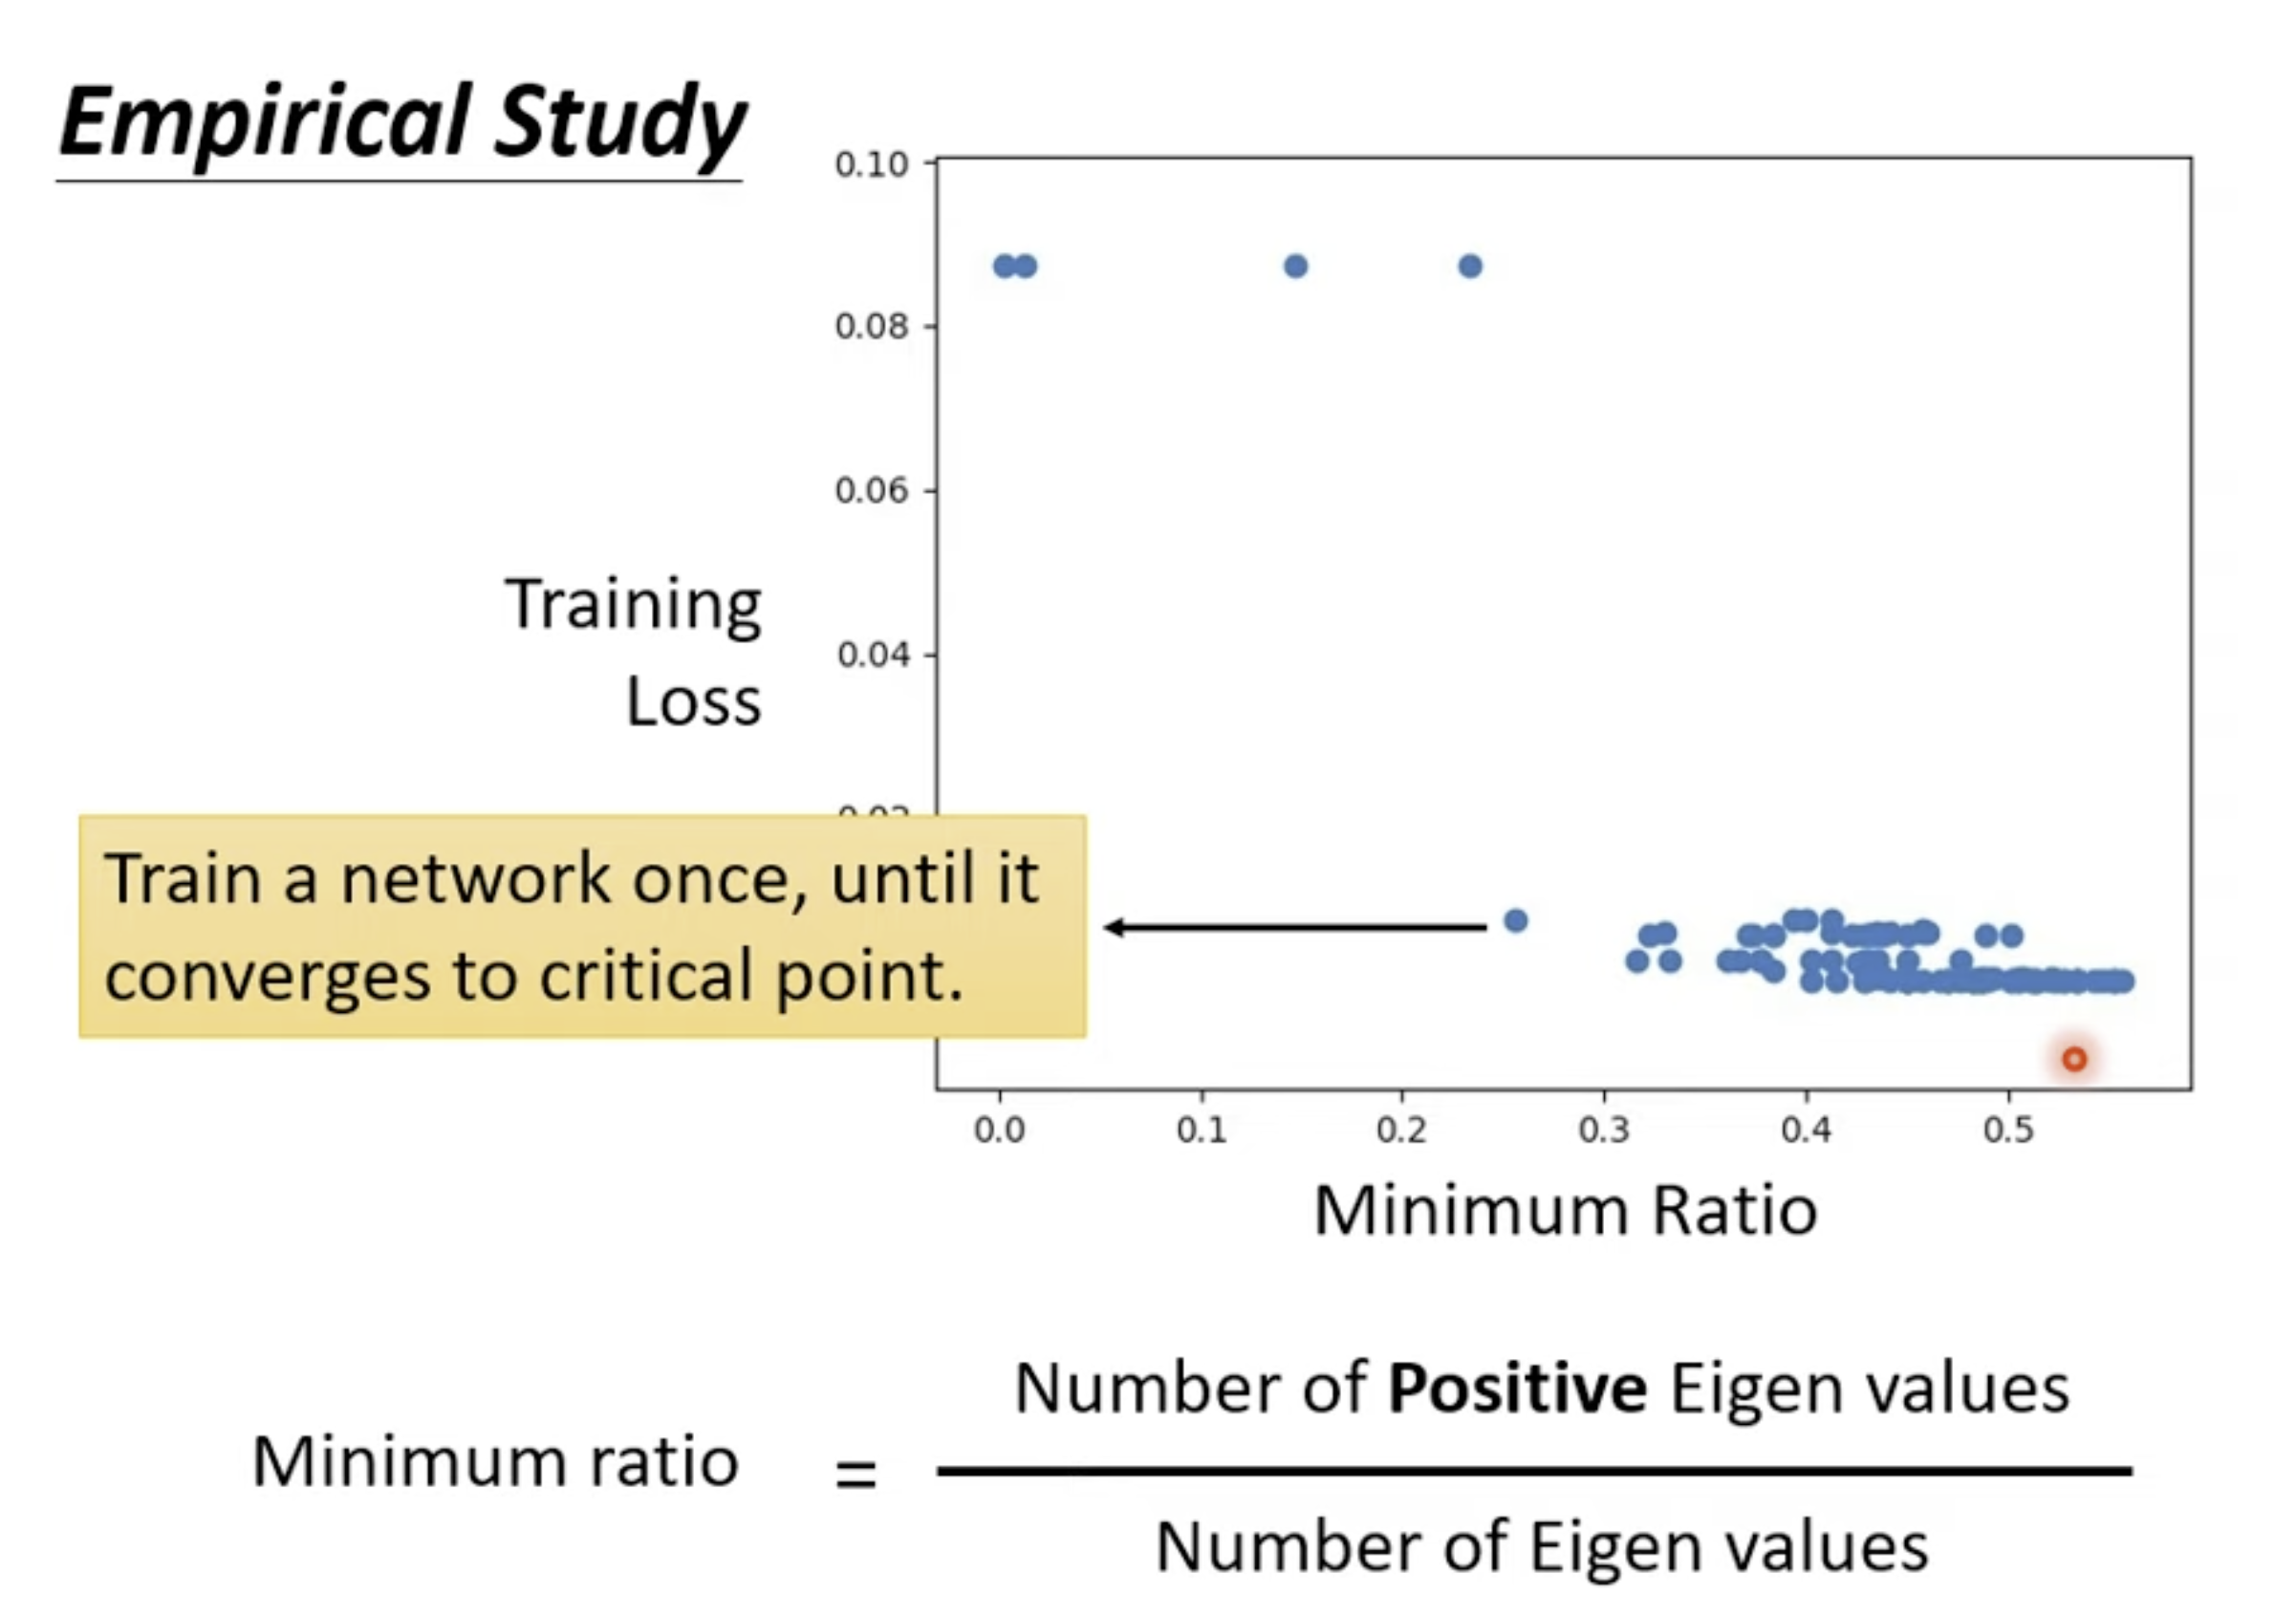 Empirical Study
0.10
0.08
0.06
0.04
Training
Loss
Train a network once, until it
converges to critical point.
0.0 0.1 0.2 0.3 0.4 0.5
Minimum Ratio
Number of Positive Eigen values
Minimum ratio =
Number of Eigen values